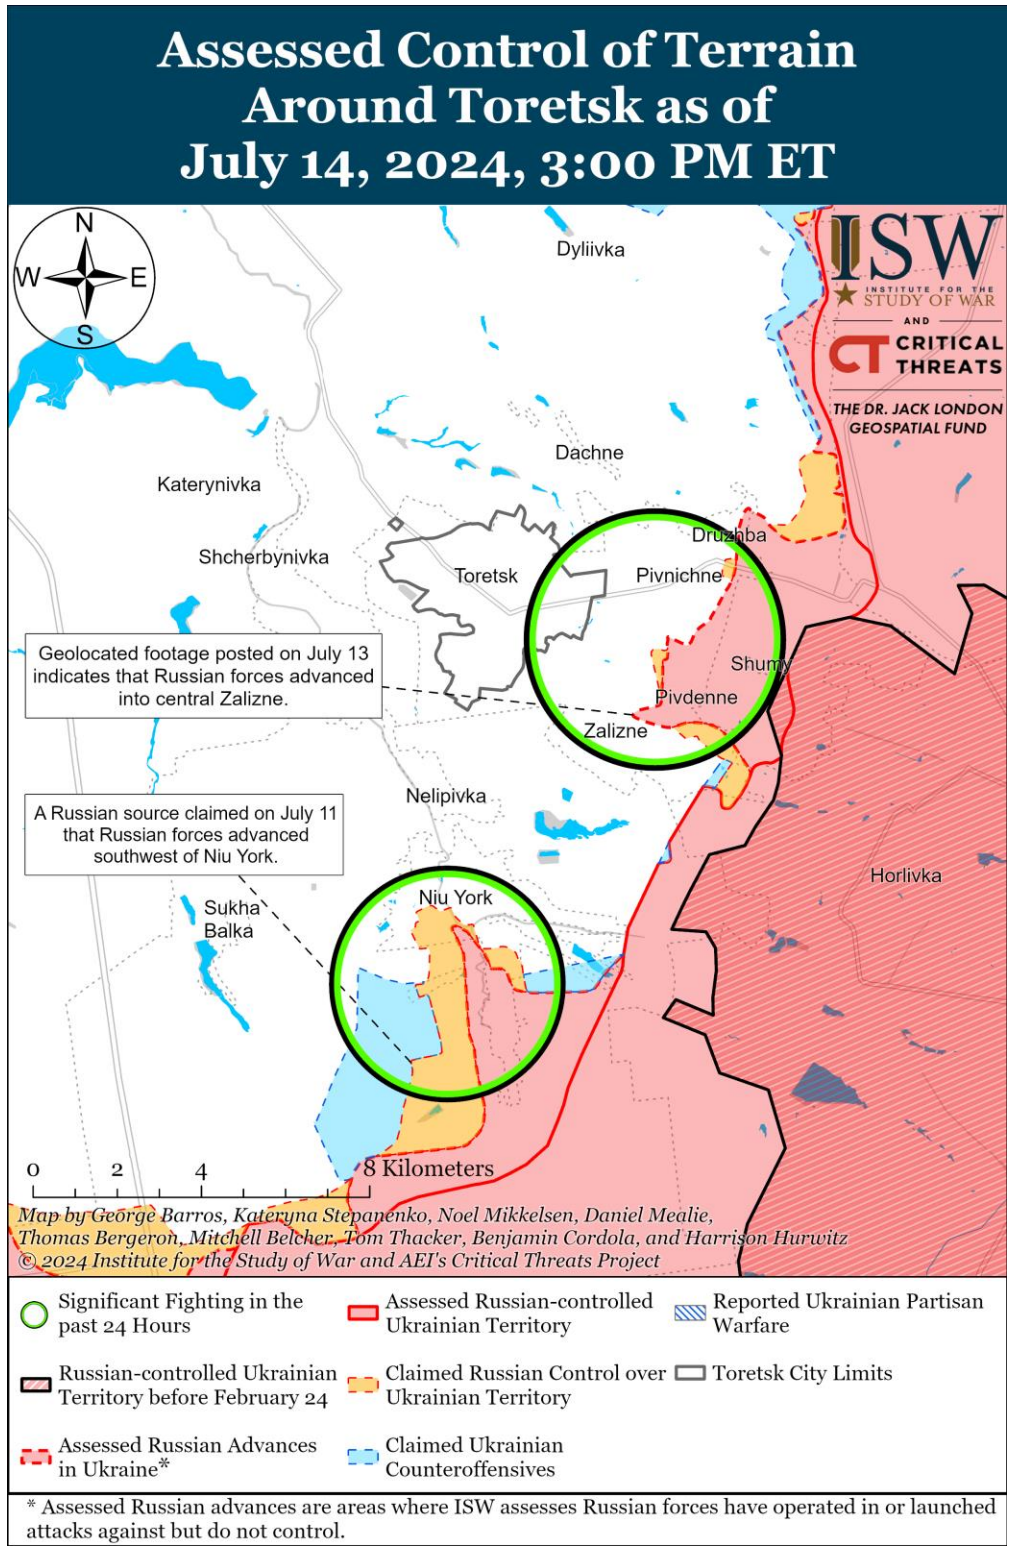 Assessed Control of Terrain
Around Toretsk as of
July 14, 2024, 3:00 PM ET
N
W
E
S
ISW
INSTITUTE FOR THE
STUDY OF WAR
AND
CT CRITICAL
THREATS
THE DR. JACK LONDON
GEOSPATIAL FUND
Dyliivka
Dachne
Katerynivka
Druzhba
Shcherbynivka
Toretsk
Pivnichne
Geolocated footage posted on July 13
indicates that Russian forces advanced
into central Zalizne.
Shumy
Pivdenne
Zalizne
Nelipivka
A Russian source claimed on July 11
that Russian forces advanced
southwest of Niu York.
Horlivka
Niu York
Sukha
Balka
0 2 4 8 Kilometers
Map by George Barros, Kateryna Stepanenko, Noel Mikkelsen, Daniel Mealie,
Thomas Bergeron, Mitchell Belcher, Tom Thacker, Benjamin Cordola, and Harrison Hurwitz
© 2024 Institute for the Study of War and AEI's Critical Threats Project
Significant Fighting in the
past 24 Hours
Russian-controlled Ukrainian
Territory before February 24
Assessed Russian Advances
in Ukraine*
Assessed Russian-controlled
Ukrainian Territory
Claimed Russian Control over
Ukrainian Territory
Claimed Ukrainian
Counteroffensives
Reported Ukrainian Partisan
Warfare
Toretsk City Limits
* Assessed Russian advances are areas where ISW assesses Russian forces have operated in or launched
attacks against but do not control.